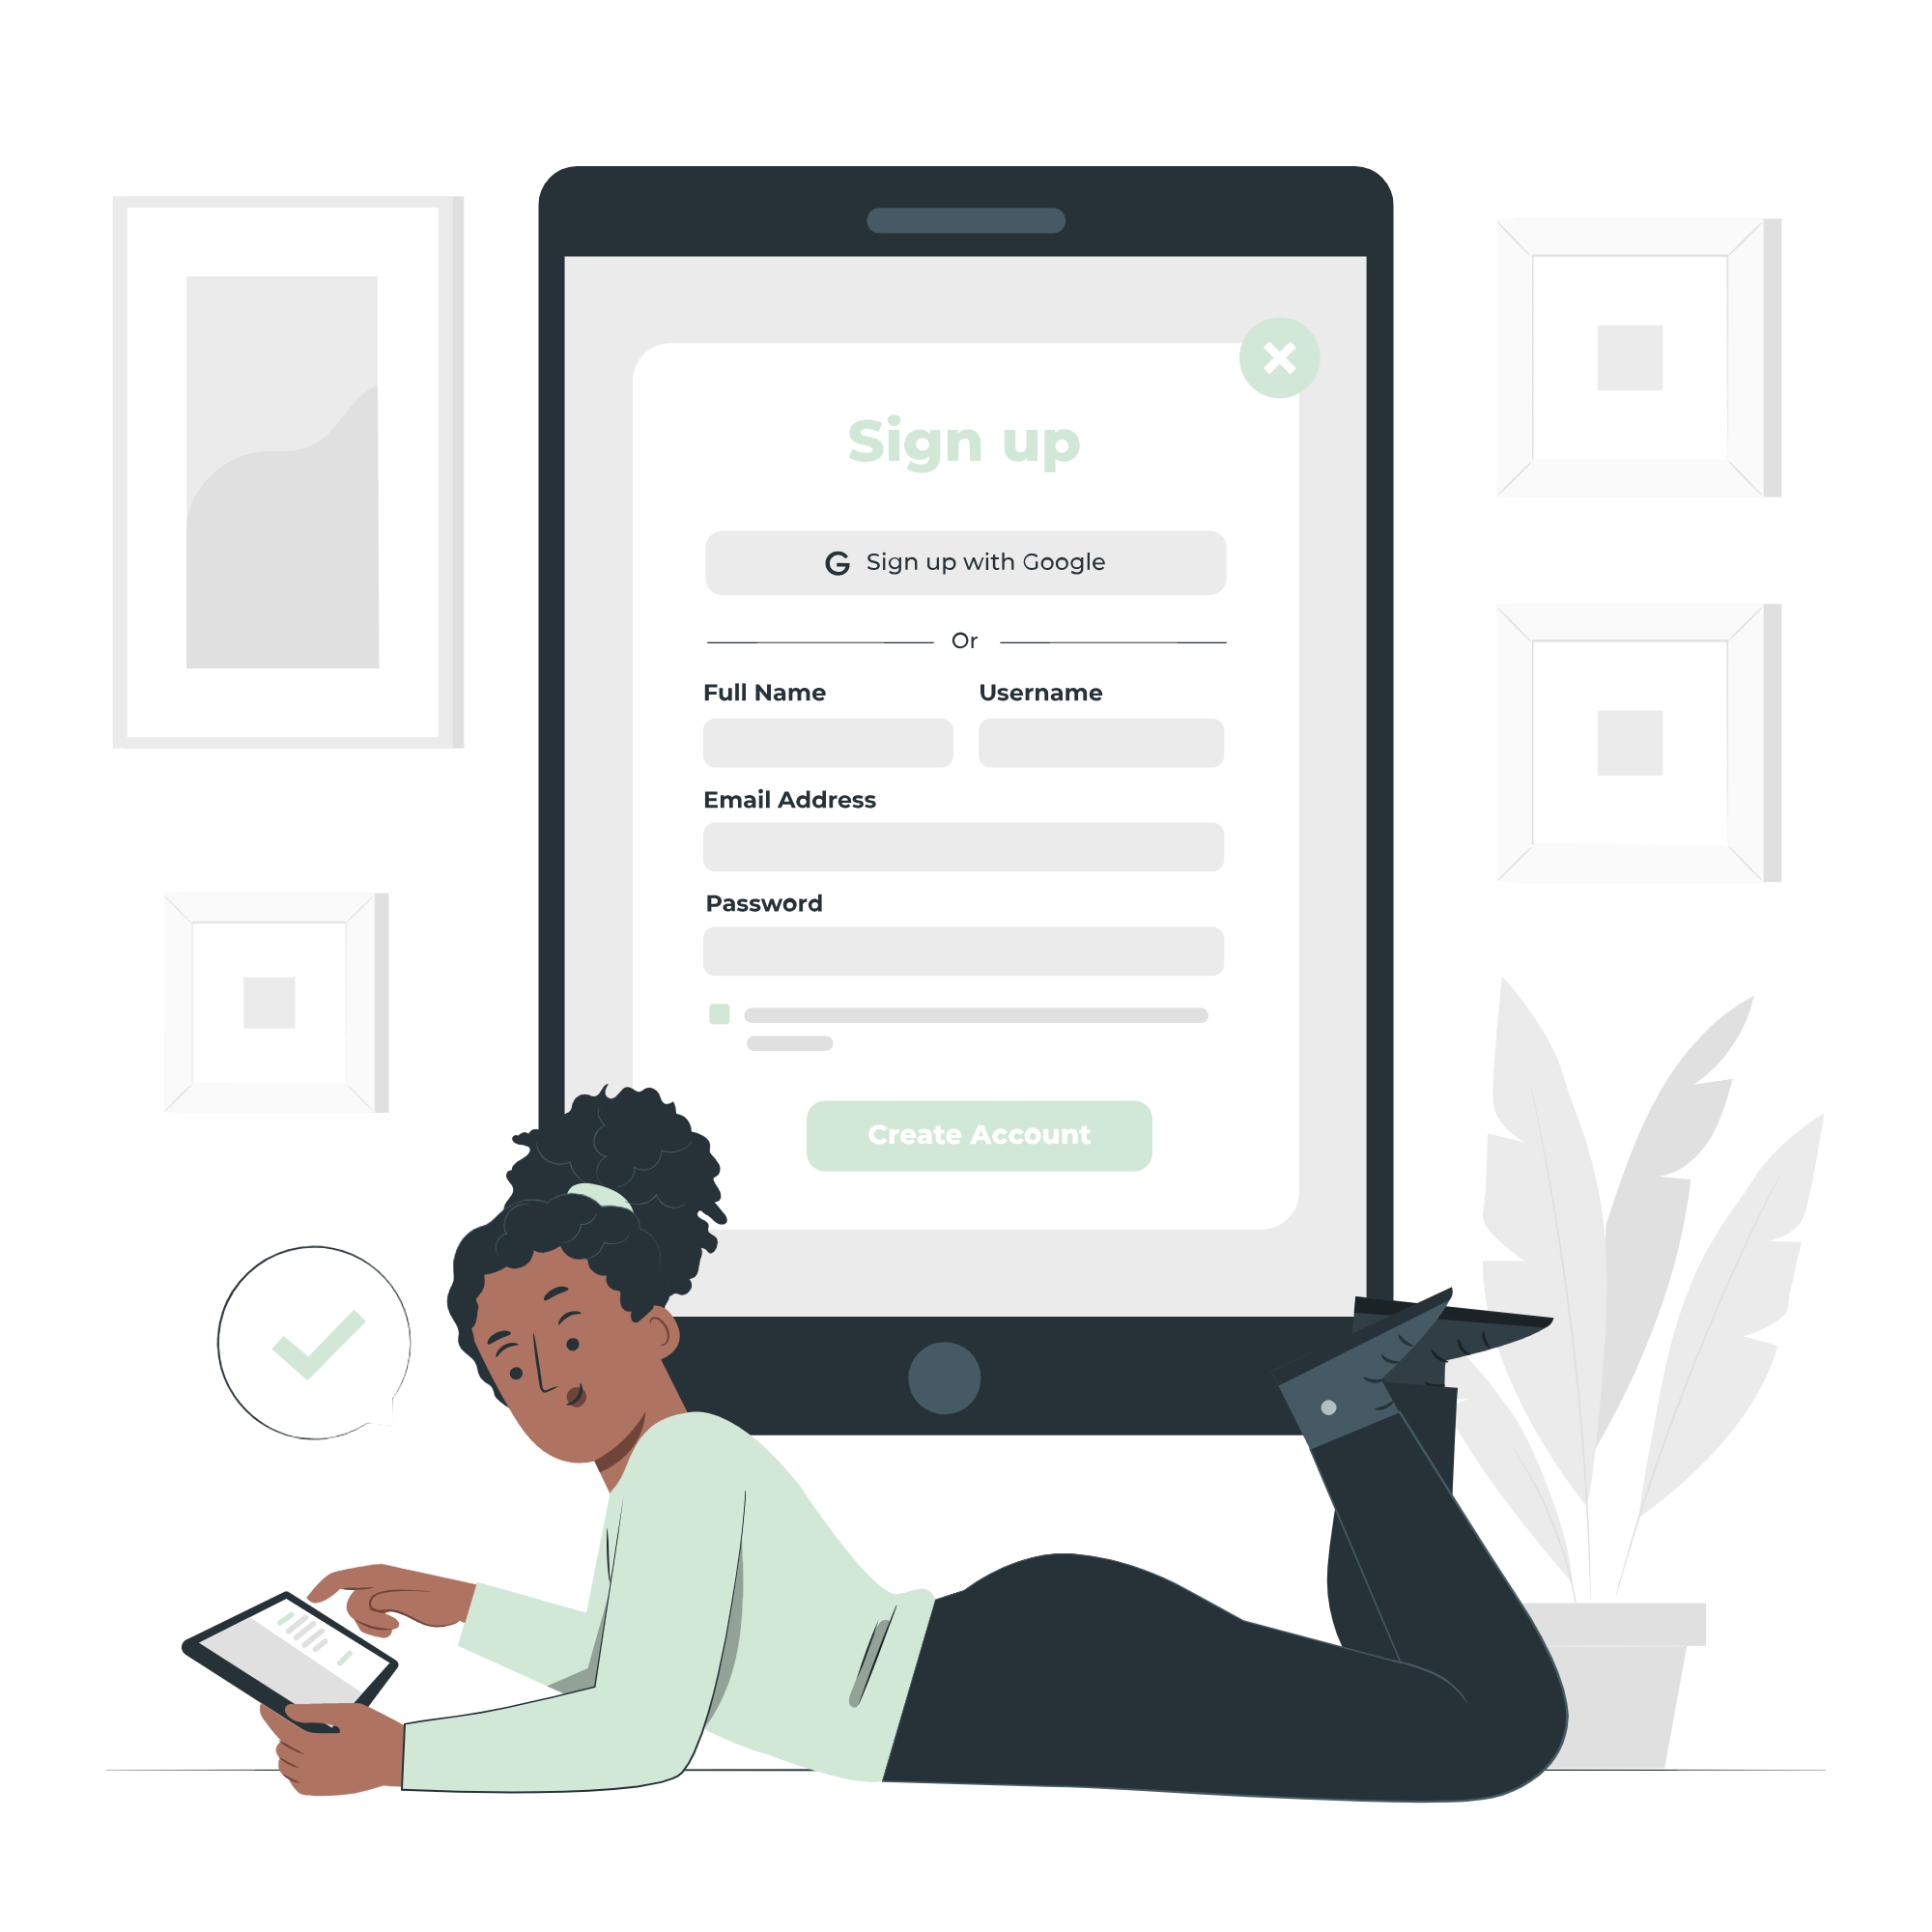 Sign up
G Sign up with Google
Or
Full Name Username
Email Address
Password
Create Account